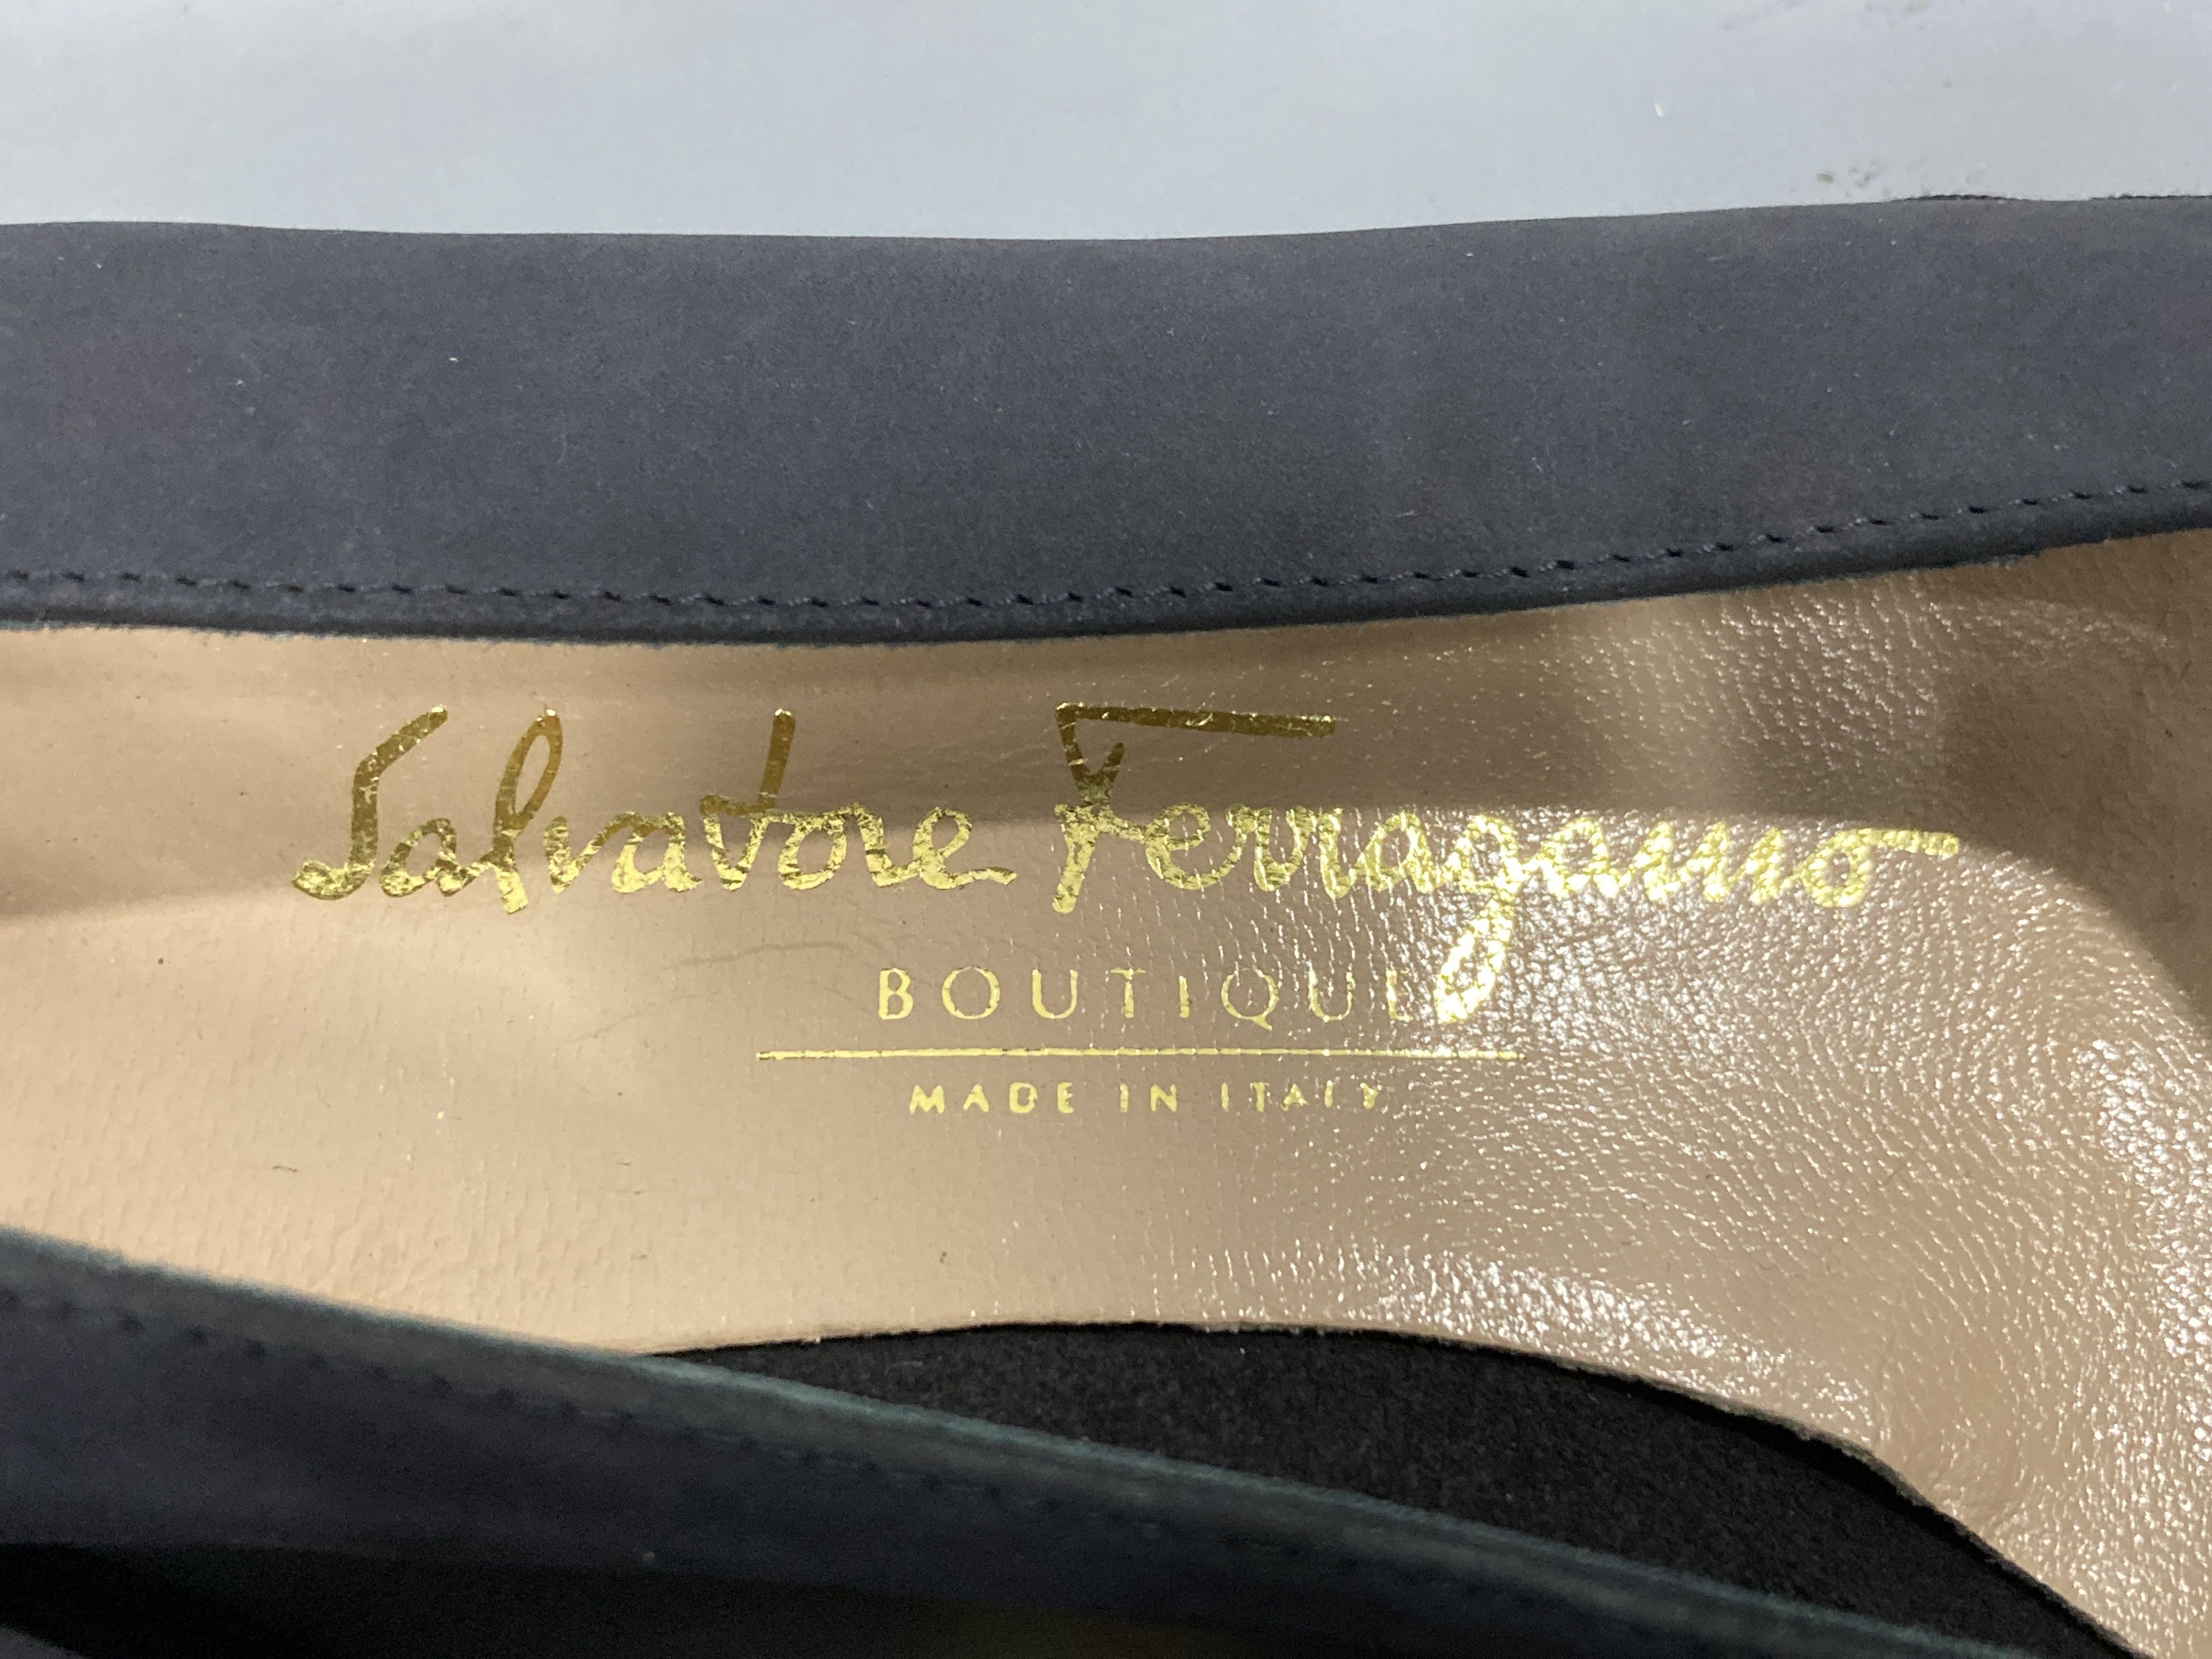 Salvatore Ferragamo
BOUTIQUE
MADE IN ITALY